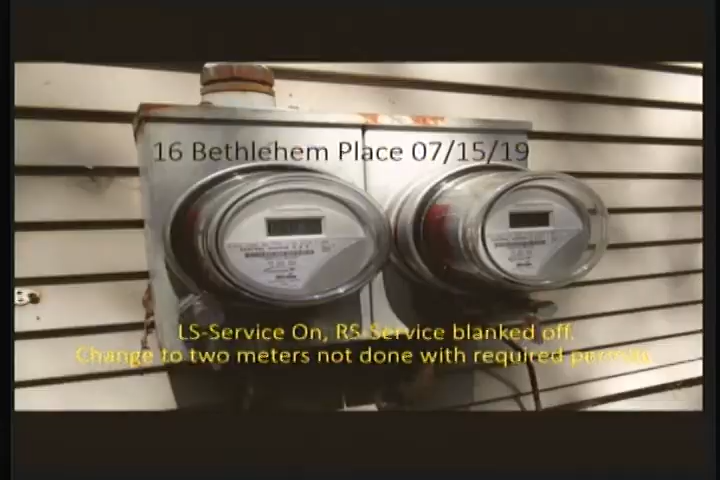 16 Bethlehem Place 07/15/19
LS-Service On, RS-Service blanked off.
Change to two meters not done with required permits